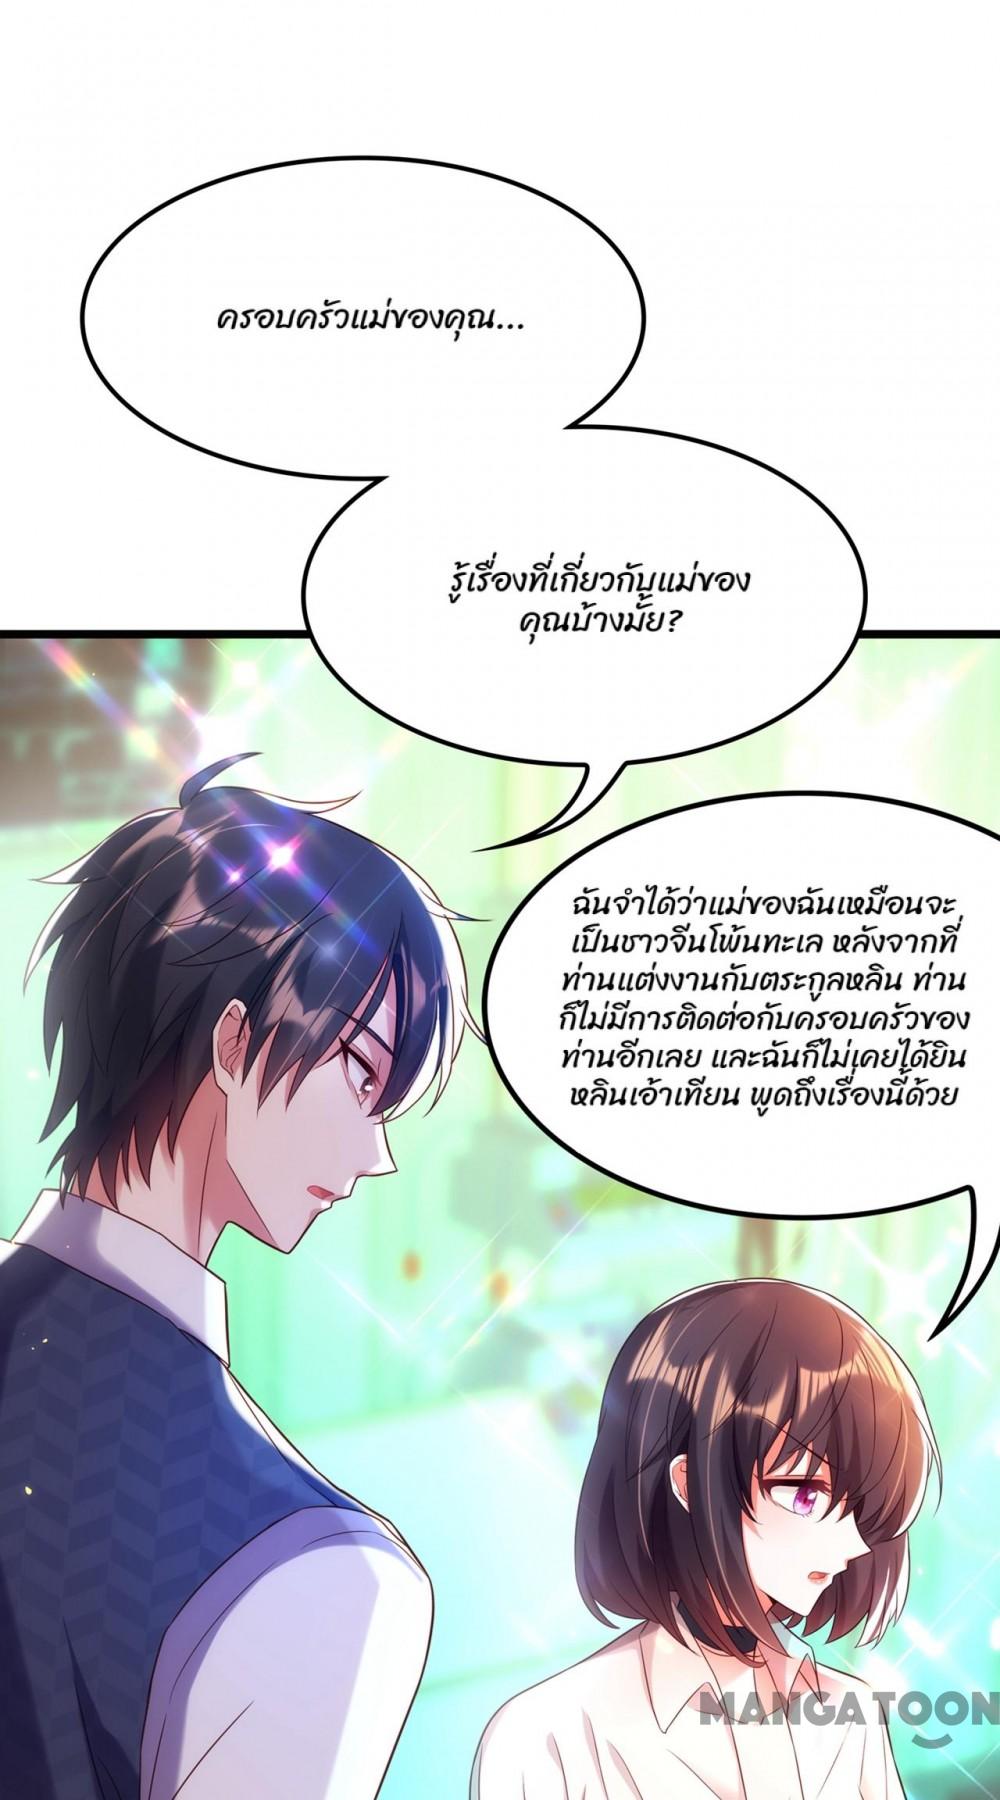 ครอบครัวแม่ของคุณ...
รู้เรื่องที่เกี่ยวกับแม่ของ
คุณบ้างมั้ย?
ฉันจำได้ว่าแม่ของฉันเหมือนจะ
เป็นชาวจีนโพ้นทะเล หลังจากที่
ท่านแต่งงานกับตระกูลหลิน ท่าน
ก็ไม่มีการติดต่อกับครอบครัวของ
ท่านอีกเลย และฉันก็ไม่เคยได้ยิน
หลินเอ้าเทียน พูดถึงเรื่องนี้ด้วย
MANGATOON